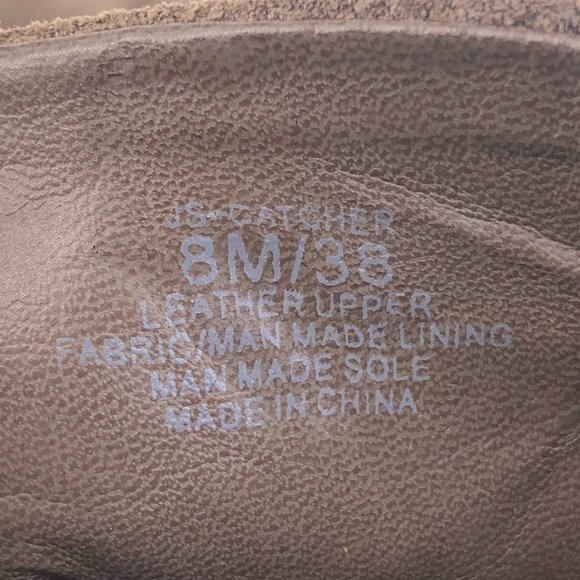 JS-CATCHER
8M/38
LEATHER UPPER
FABRIC/MAN MADE LINING
MAN MADE SOLE
MADE IN CHINA